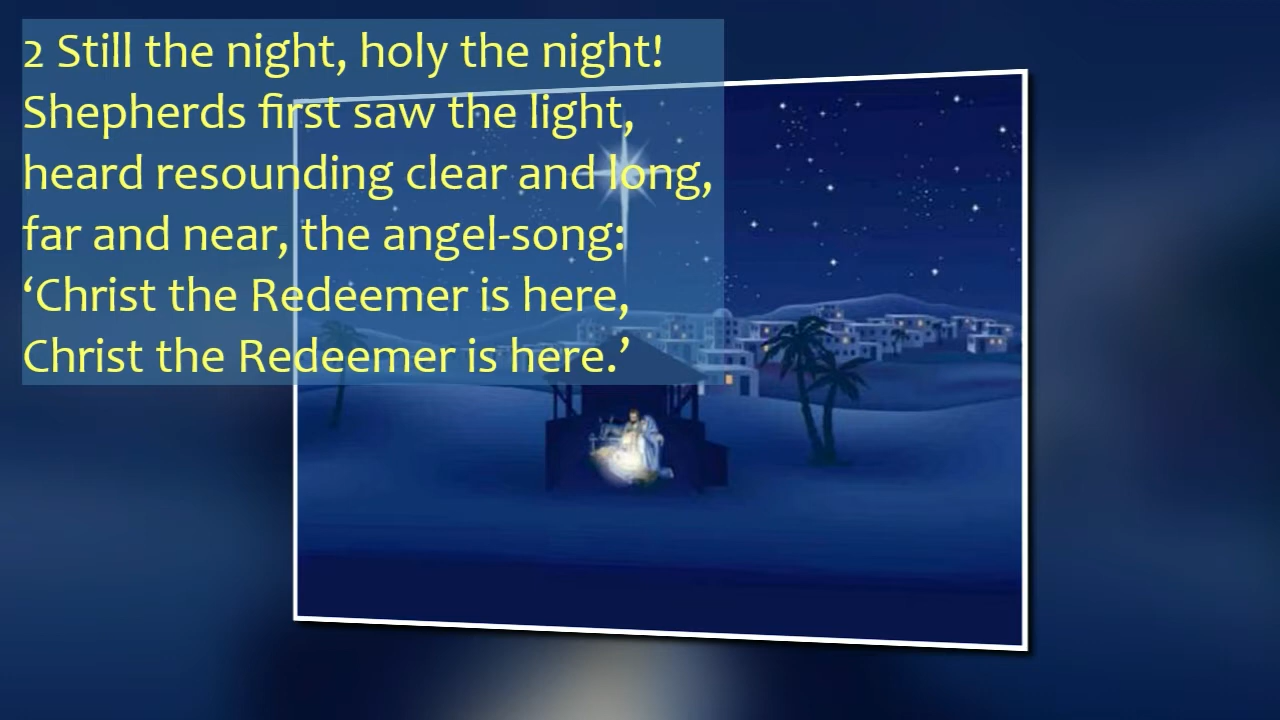 2 Still the night, holy the night!
Shepherds first saw the light,
heard resounding clear and long,
far and near, the angel-song:
‘Christ the Redeemer is here,
Christ the Redeemer is here.’